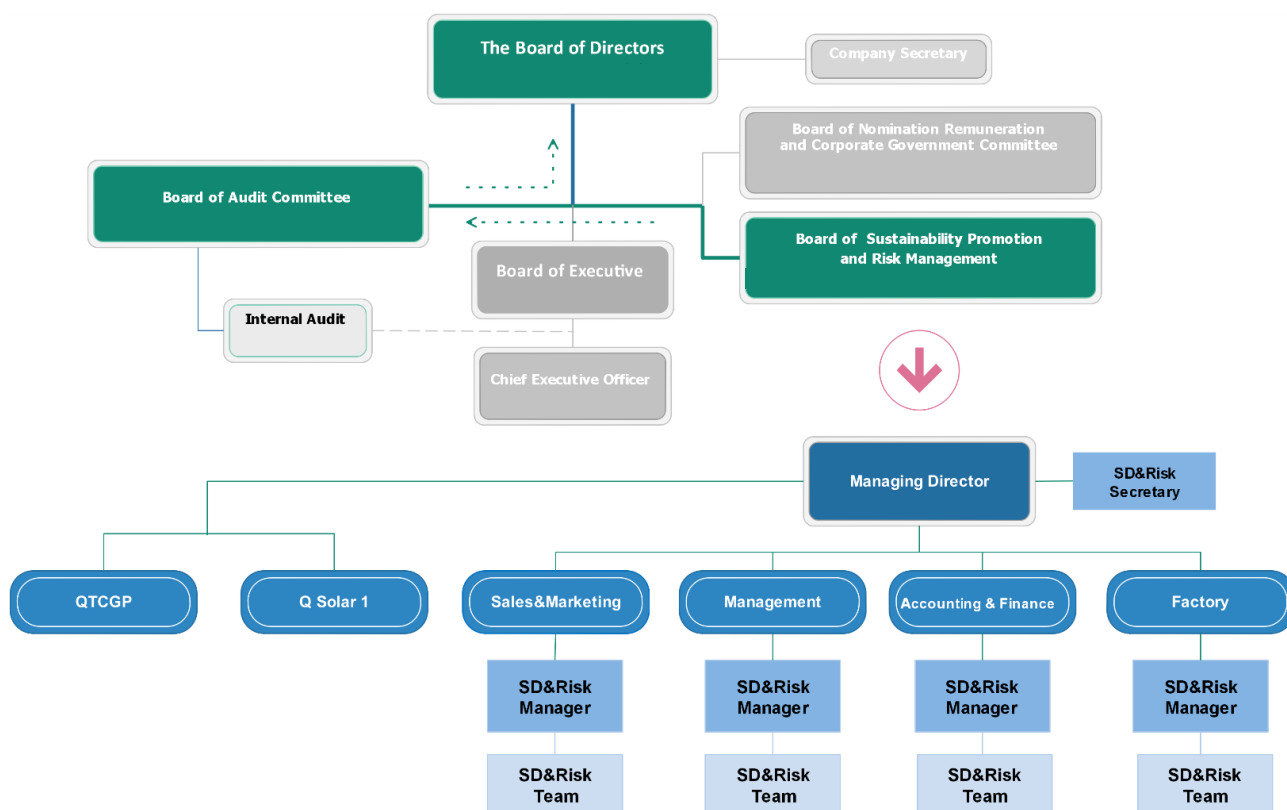 The Board of Directors
Company Secretary
Board of Nomination Remuneration
and Corporate Government Committee
Board of Audit Committee
Board of Sustainability Promotion
and Risk Management
Board of Executive
Internal Audit
Chief Executive Officer
Managing Director
SD&Risk
Secretary
QTCGP
Q Solar 1
Sales&Marketing
Management
Accounting & Finance
Factory
SD&Risk
Manager
SD&Risk
Manager
SD&Risk
Manager
SD&Risk
Manager
SD&Risk
Team
SD&Risk
Team
SD&Risk
Team
SD&Risk
Team